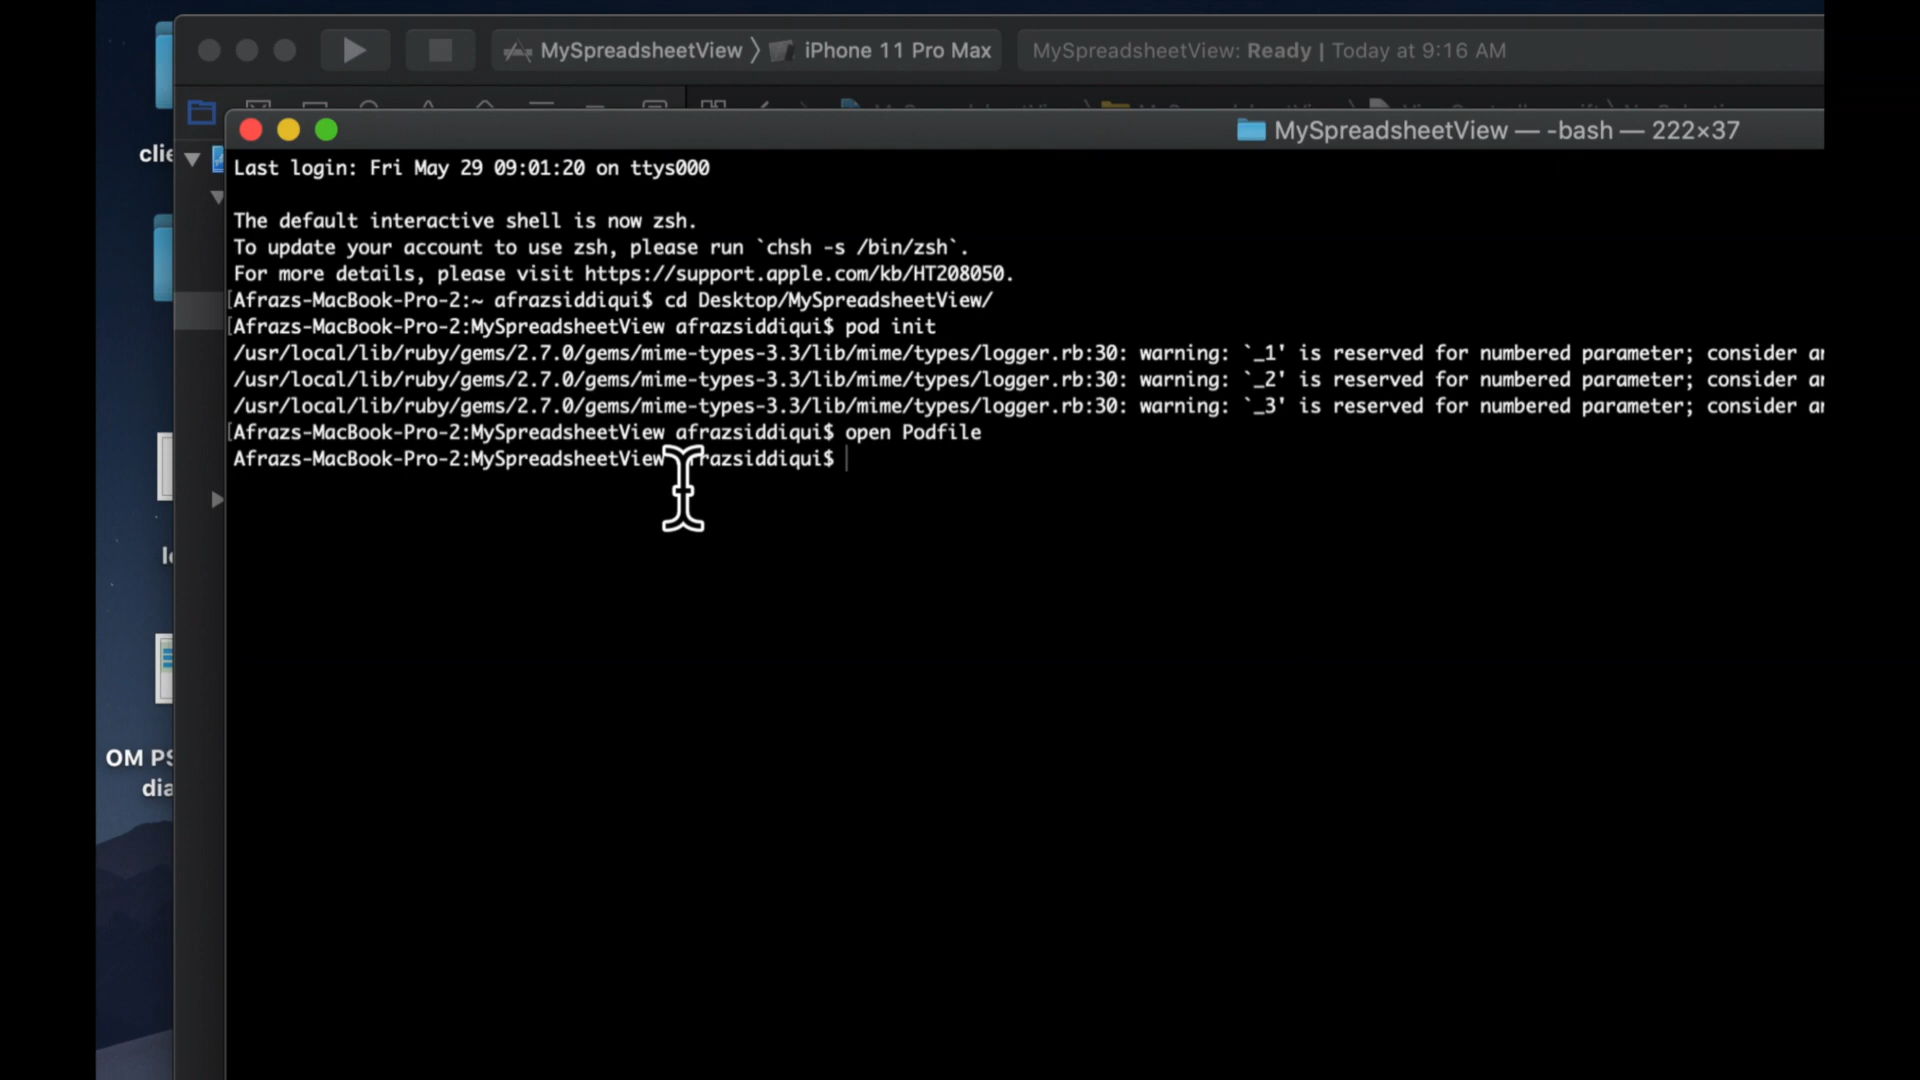 MySpreadsheetView 〉 iPhone 11 Pro Max
MySpreadsheetView: Ready | Today at 9:16 AM
MySpreadsheetView — -bash — 222×37
Last login: Fri May 29 09:01:20 on ttys000
The default interactive shell is now zsh.
To update your account to use zsh, please run `chsh -s /bin/zsh`.
For more details, please visit https://support.apple.com/kb/HT208050.
[Afrazs-MacBook-Pro-2:~ afrazsiddiqui$ cd Desktop/MySpreadsheetView/
[Afrazs-MacBook-Pro-2:MySpreadsheetView afrazsiddiqui$ pod init
/usr/local/lib/ruby/gems/2.7.0/gems/mime-types-3.3/lib/mime/types/logger.rb:30: warning: `_1' is reserved for numbered parameter; consider an
/usr/local/lib/ruby/gems/2.7.0/gems/mime-types-3.3/lib/mime/types/logger.rb:30: warning: `_2' is reserved for numbered parameter; consider an
/usr/local/lib/ruby/gems/2.7.0/gems/mime-types-3.3/lib/mime/types/logger.rb:30: warning: `_3' is reserved for numbered parameter; consider an
[Afrazs-MacBook-Pro-2:MySpreadsheetView afrazsiddiqui$ open Podfile
Afrazs-MacBook-Pro-2:MySpreadsheetView afrazsiddiqui$
clie
OM PS
dia